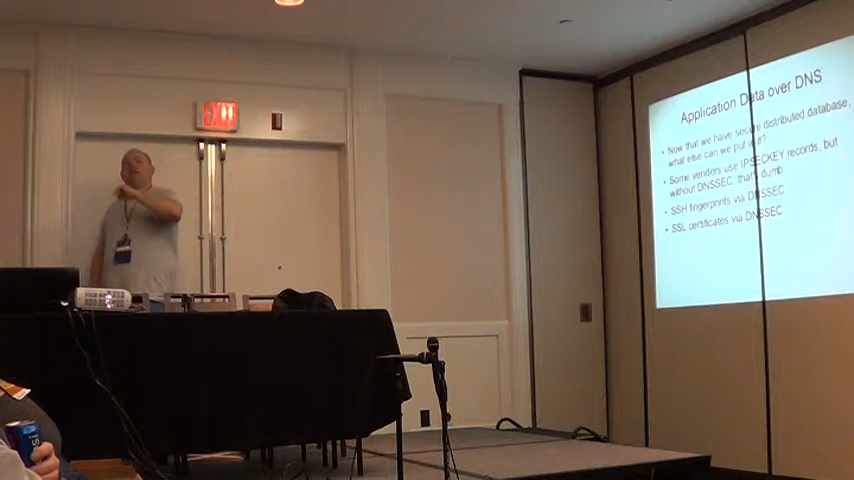 EXIT
Application Data over DNS
• Now that we have secure distributed database,
what else can we put in it?
• Some venders use IPSECKEY records, but
without DNSSEC, that's dumb
• SSH fingerprints via DNSSEC
• SSL certificates via DNSSEC